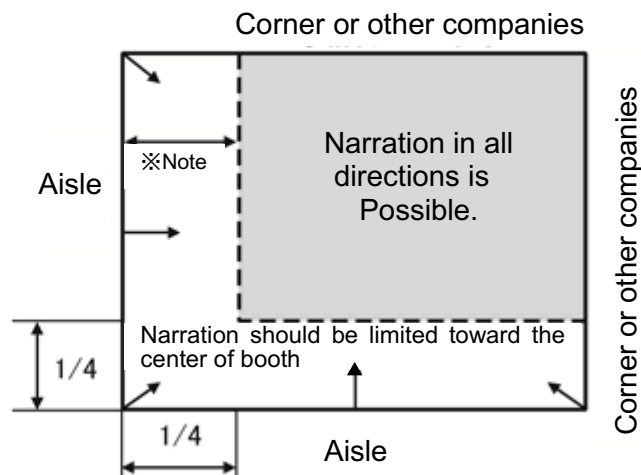 Corner or other companies
Narration in all
directions is
Possible.
※Note
Aisle
Corner or other companies
Narration should be limited toward the
center of booth
1/4
1/4
Aisle